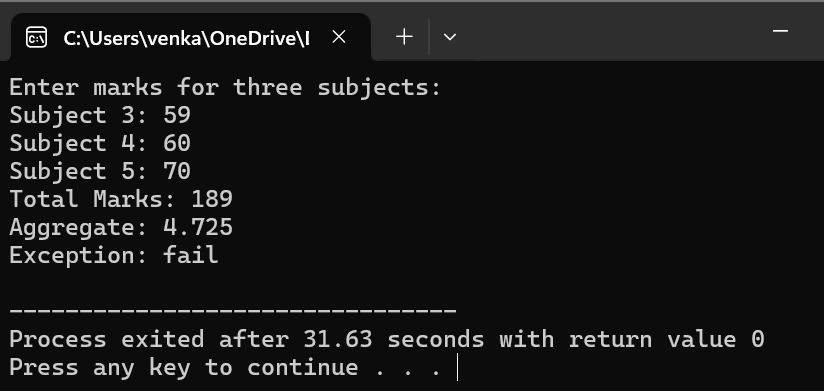 C:\Users\venka\OneDrive\I
Enter marks for three subjects:
Subject 3: 59
Subject 4: 60
Subject 5: 70
Total Marks: 189
Aggregate: 4.725
Exception: fail
--------------------------------
Process exited after 31.63 seconds with return value 0
Press any key to continue . . .